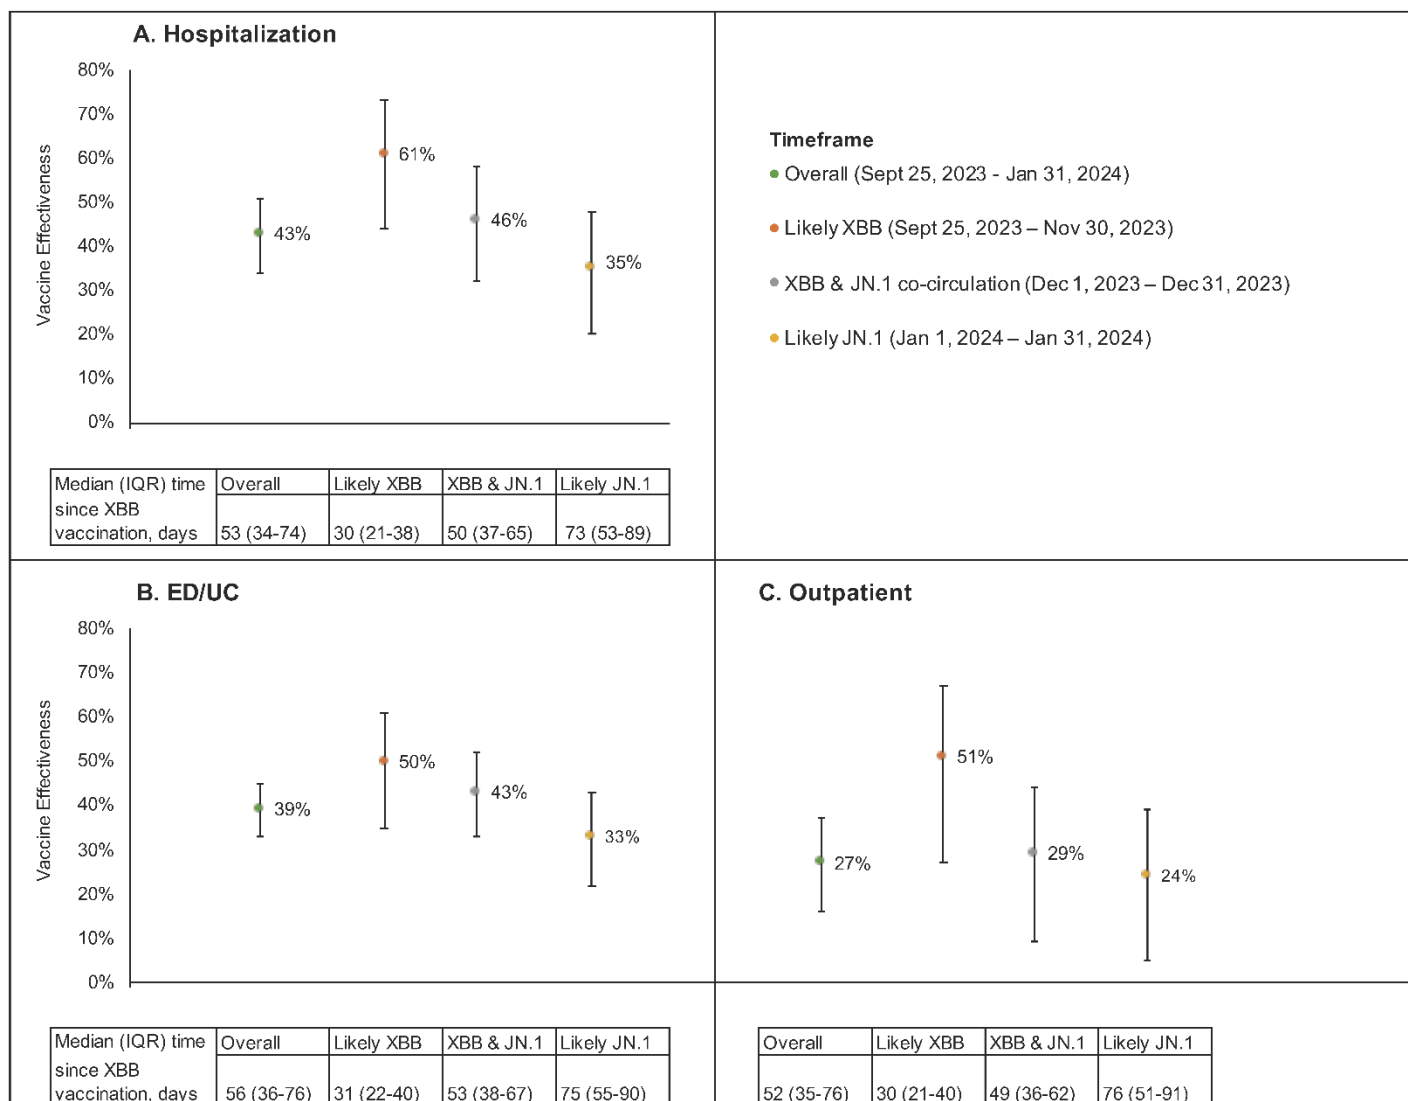 A. Hospitalization
80%
70%
60%
50%
40%
30%
20%
10%
0%
Vaccine Effectiveness
43%
61%
46%
35%
Median (IQR) time since XBB vaccination, days
Overall
Likely XBB
XBB & JN.1
Likely JN.1
53 (34-74)
30 (21-38)
50 (37-65)
73 (53-89)
Timeframe
Overall (Sept 25, 2023 - Jan 31, 2024)
Likely XBB (Sept 25, 2023 – Nov 30, 2023)
XBB & JN.1 co-circulation (Dec 1, 2023 – Dec 31, 2023)
Likely JN.1 (Jan 1, 2024 – Jan 31, 2024)
B. ED/UC
80%
70%
60%
50%
40%
30%
20%
10%
0%
Vaccine Effectiveness
39%
50%
43%
33%
Median (IQR) time since XBB vaccination, days
Overall
Likely XBB
XBB & JN.1
Likely JN.1
56 (36-76)
31 (22-40)
53 (38-67)
75 (55-90)
C. Outpatient
27%
51%
29%
24%
Overall
Likely XBB
XBB & JN.1
Likely JN.1
52 (35-76)
30 (21-40)
49 (36-62)
76 (51-91)